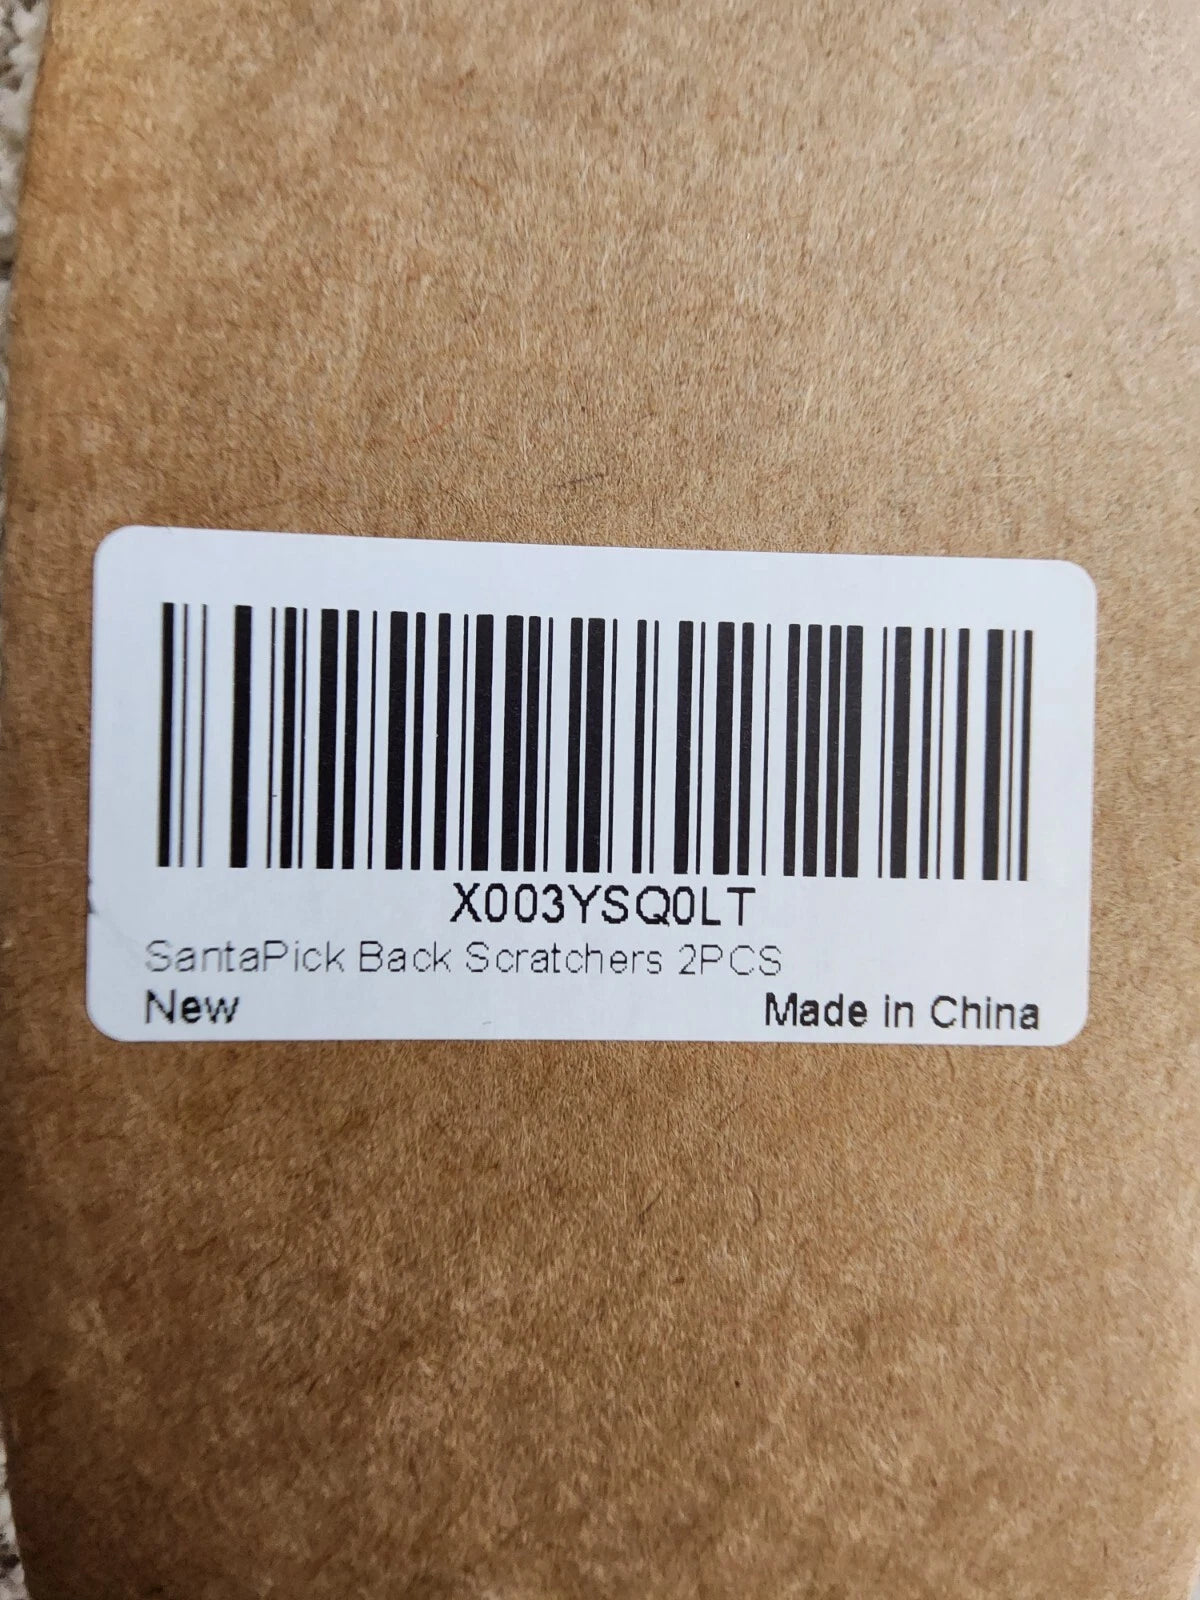 X003YSQ0LT
SantaPick Back Scratchers 2PCS
New Made in China